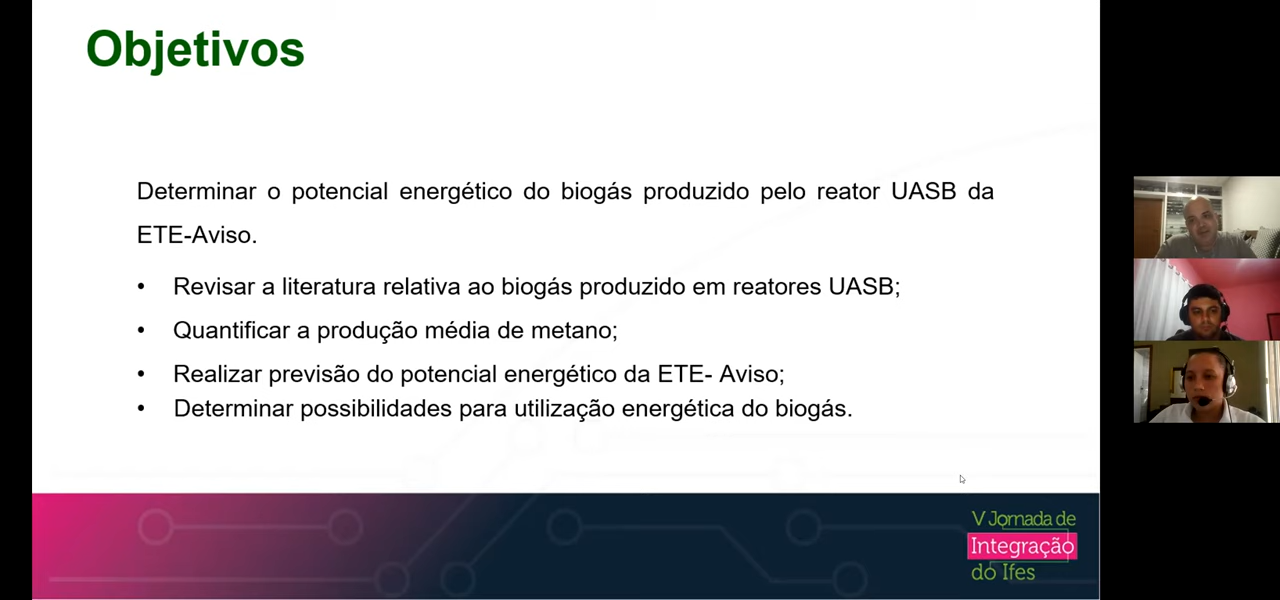 Objetivos
Determinar o potencial energético do biogás produzido pelo reator UASB da
ETE-Aviso.
• Revisar a literatura relativa ao biogás produzido em reatores UASB;
• Quantificar a produção média de metano;
• Realizar previsão do potencial energético da ETE- Aviso;
• Determinar possibilidades para utilização energética do biogás.
V Jornada de
Integração
do Ifes